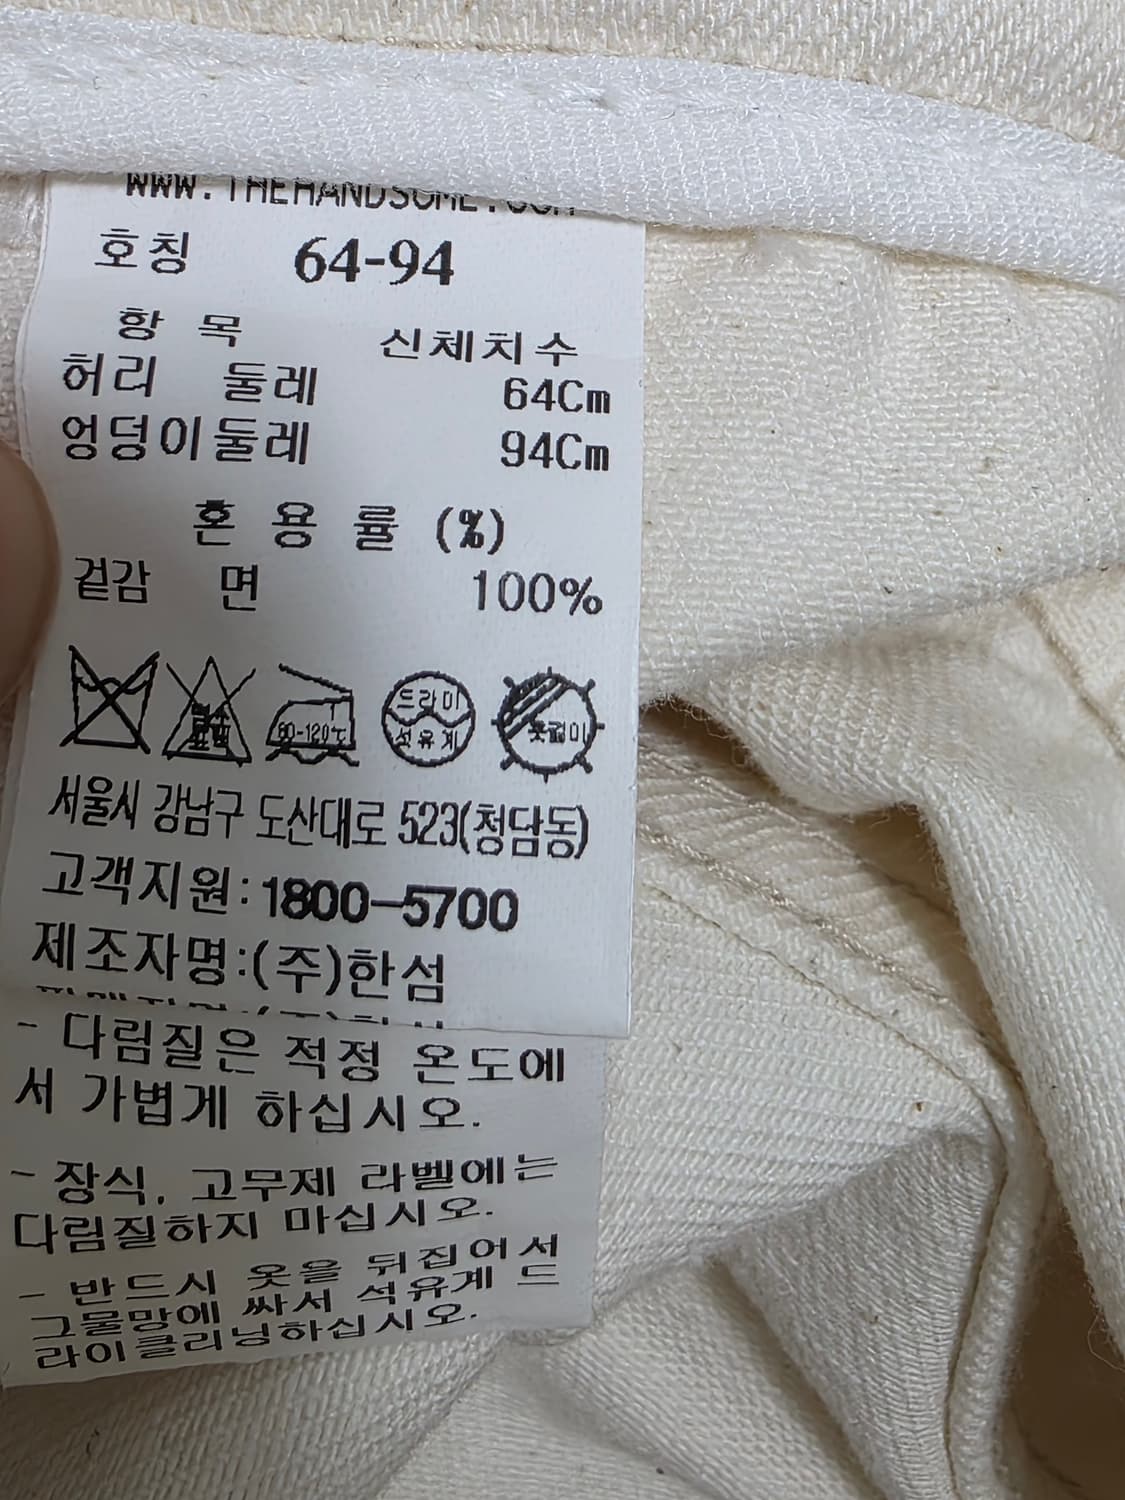 WWW.THEHANDSOME.COM
호칭 64-94
항 목 신체치수
허리 둘레 64Cm
엉덩이둘레 94Cm
혼 용 률 (%)
겉감 면 100%
80-120℃ 드라이 석유계 옷걸이
서울시 강남구 도산대로 523(청담동)
고객지원:1800-5700
제조자명:(주)한섬
- 다림질은 적정 온도에
서 가볍게 하십시오.
- 장식, 고무제 라벨에는
다림질하지 마십시오.
- 반드시 옷을 뒤집어서
그물망에 싸서 석유계 드
라이클리닝하십시오.